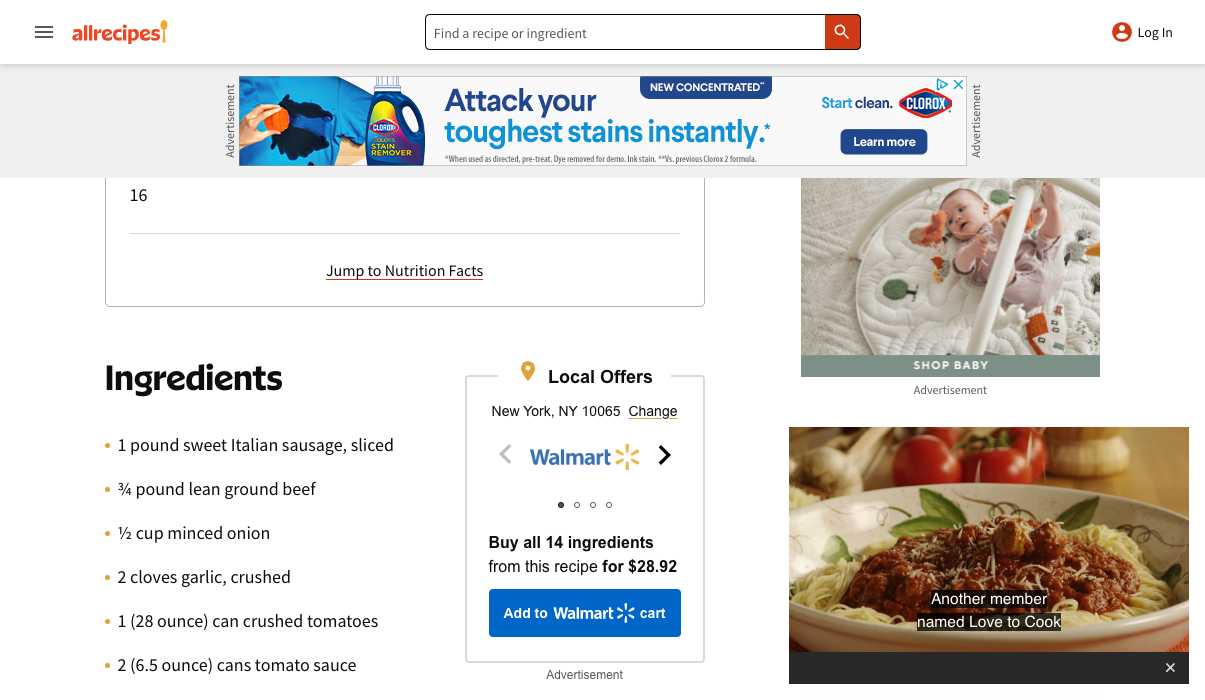 allrecipes
Find a recipe or ingredient
Log In
Advertisement
CLOROX
STAIN
REMOVER
Attack your
toughest stains instantly.*
*When used as directed, pre-treat. Dye removed for demo. Ink stain. **Vs. previous Clorox 2 formula.
NEW CONCENTRATED**
Start clean. CLOROX
Learn more
Advertisement
16
Jump to Nutrition Facts
SHOP BABY
Advertisement
Ingredients
1 pound sweet Italian sausage, sliced
¾ pound lean ground beef
½ cup minced onion
2 cloves garlic, crushed
1 (28 ounce) can crushed tomatoes
2 (6.5 ounce) cans tomato sauce
Local Offers
New York, NY 10065 Change
Walmart
Buy all 14 ingredients
from this recipe for $28.92
Add to Walmart cart
Advertisement
Another member
named Love to Cook